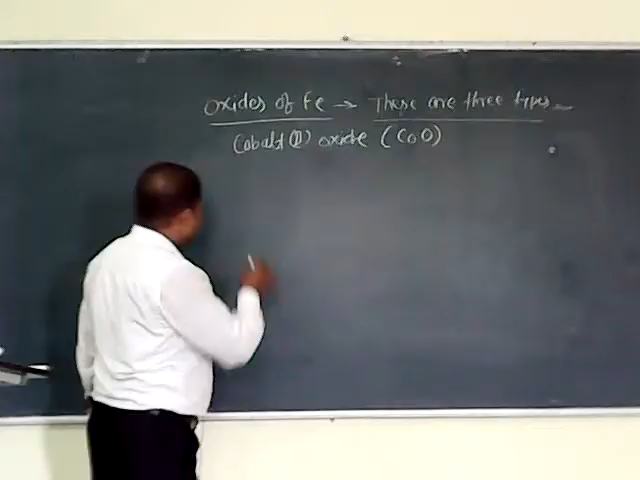 Oxides of Fe → These are three types
Cobalt (II) oxide (CoO)